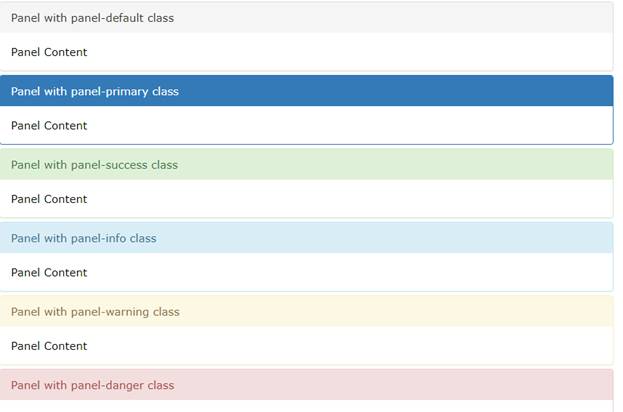 Panel with panel-default class
Panel Content
Panel with panel-primary class
Panel Content
Panel with panel-success class
Panel Content
Panel with panel-info class
Panel Content
Panel with panel-warning class
Panel Content
Panel with panel-danger class